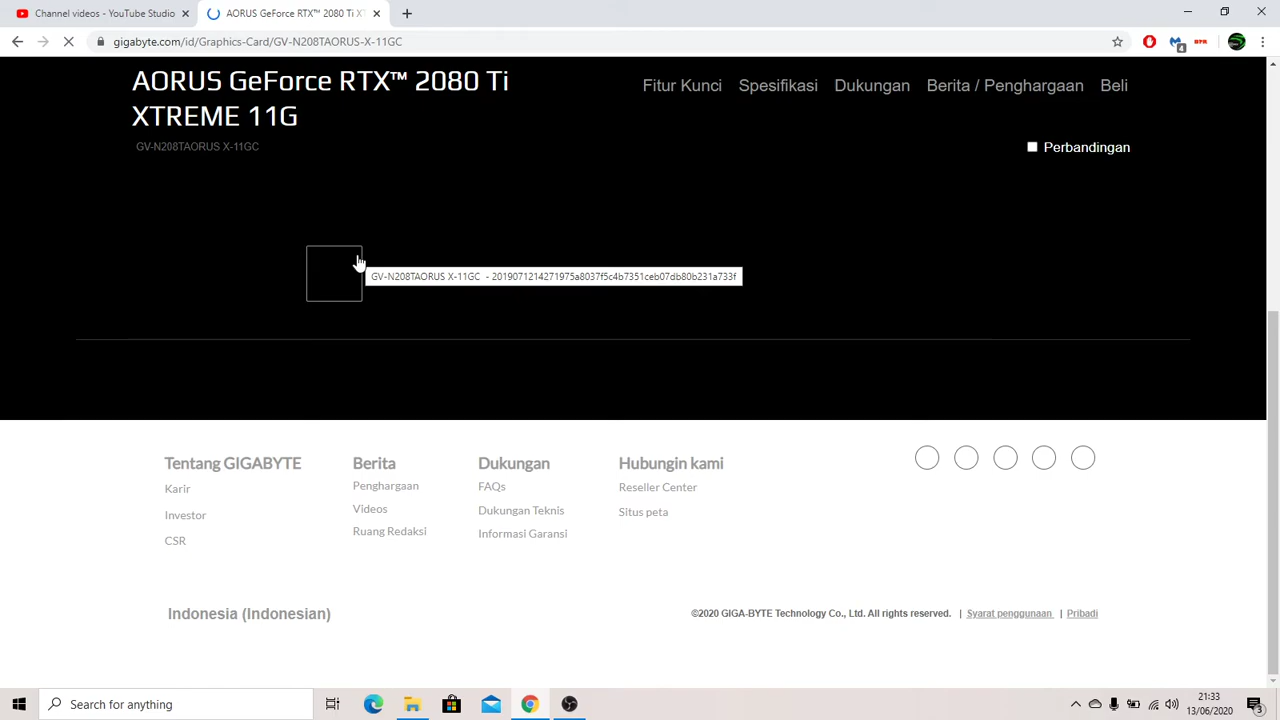 Channel videos - YouTube Studio
AORUS GeForce RTX™ 2080 Ti XT
gigabyte.com/id/Graphics-Card/GV-N208TAORUS-X-11GC
4
AORUS GeForce RTX™ 2080 Ti
XTREME 11G
GV-N208TAORUS X-11GC
Fitur Kunci
Spesifikasi
Dukungan
Berita / Penghargaan
Beli
Perbandingan
GV-N208TAORUS X-11GC - 2019071214271975a8037f5c4b7351ceb07db80b231a733f
Tentang GIGABYTE
Karir
Investor
CSR
Berita
Penghargaan
Videos
Ruang Redaksi
Dukungan
FAQs
Dukungan Teknis
Informasi Garansi
Hubungin kami
Reseller Center
Situs peta
Indonesia (Indonesian)
©2020 GIGA-BYTE Technology Co., Ltd. All rights reserved. | Syarat penggunaan | Pribadi
Search for anything
21:33
13/06/2020
3